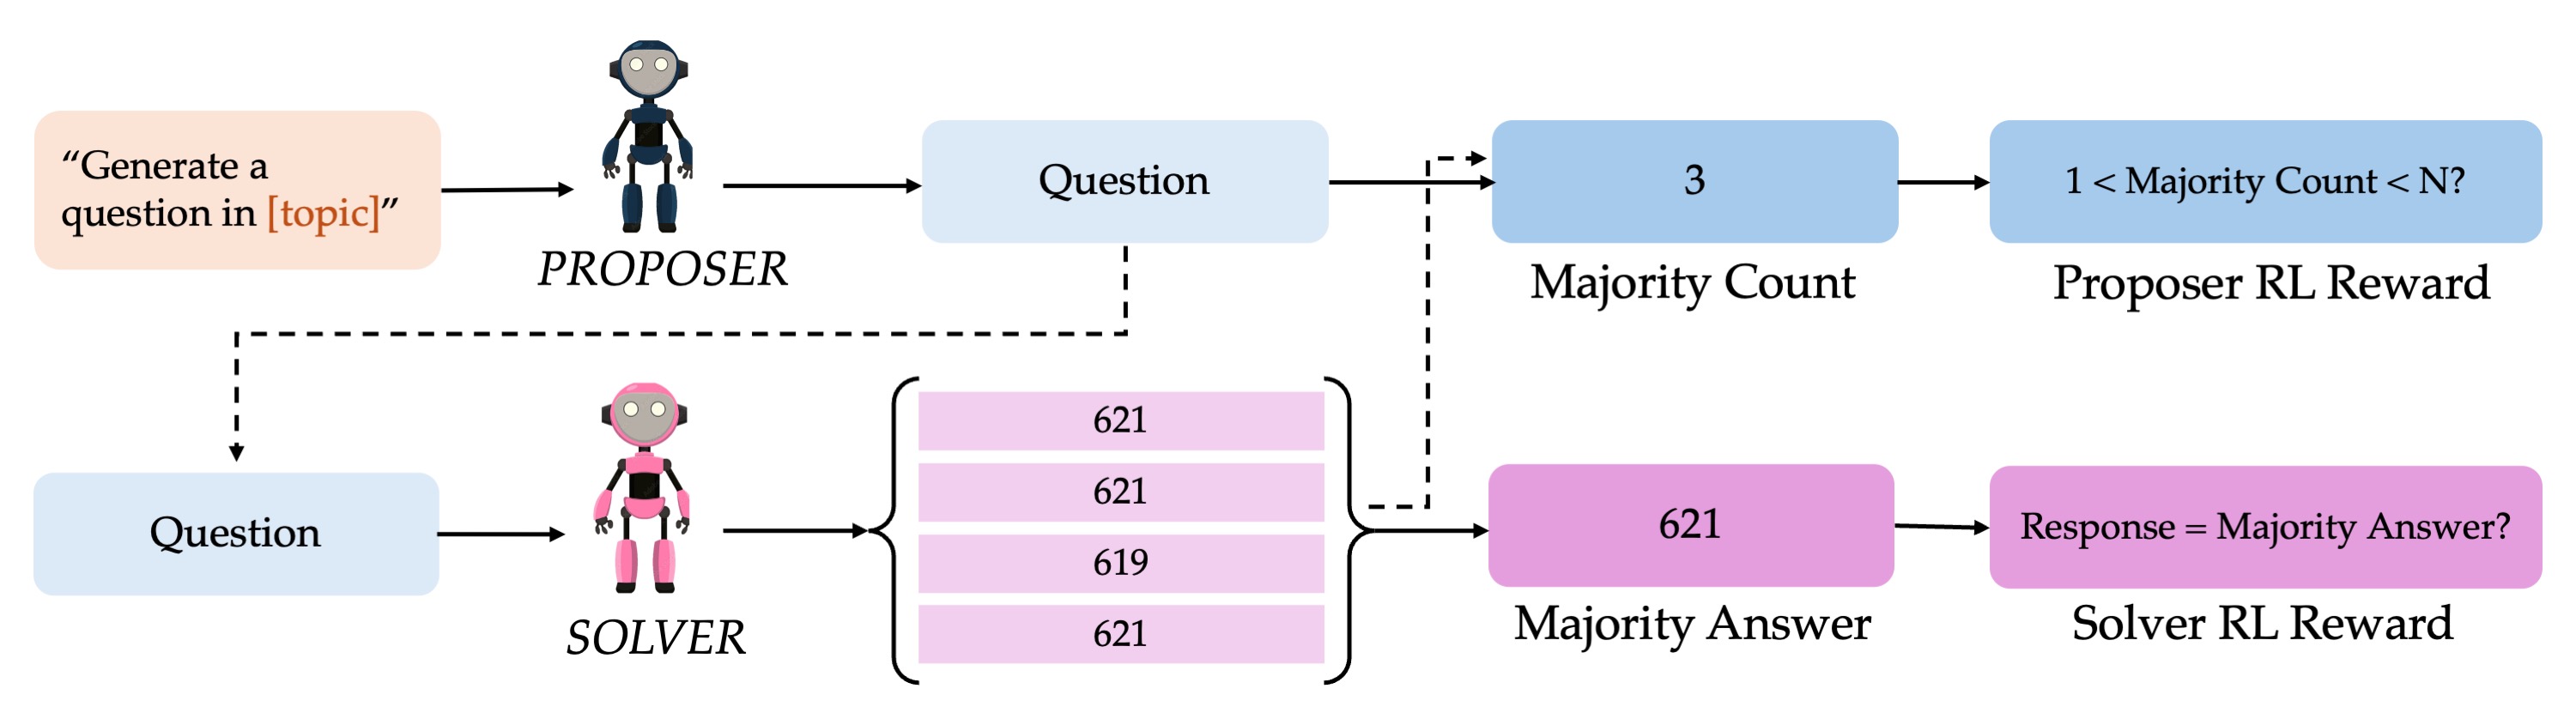 “Generate a
question in [topic]”
PROPOSER
Question
3
Majority Count
1 < Majority Count < N?
Proposer RL Reward
Question
SOLVER
621
621
619
621
621
Majority Answer
Response = Majority Answer?
Solver RL Reward